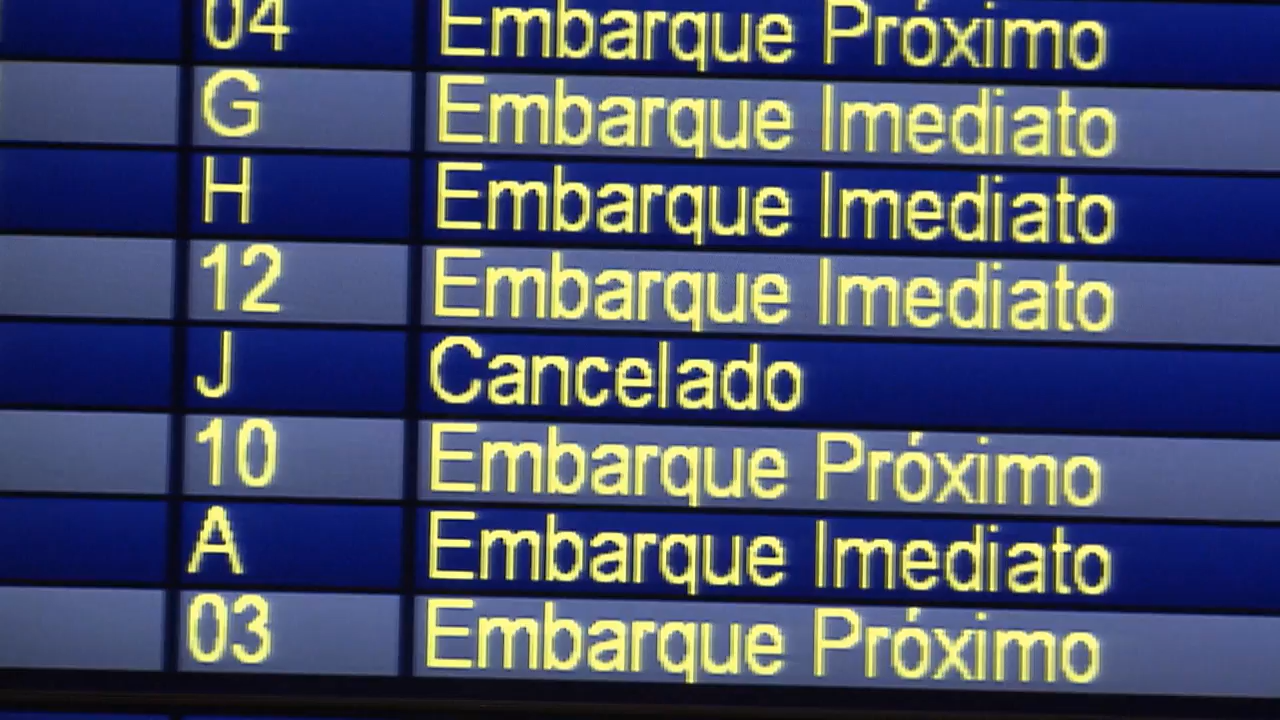 04 Embarque Próximo
G Embarque Imediato
H Embarque Imediato
12 Embarque Imediato
J Cancelado
10 Embarque Próximo
A Embarque Imediato
03 Embarque Próximo